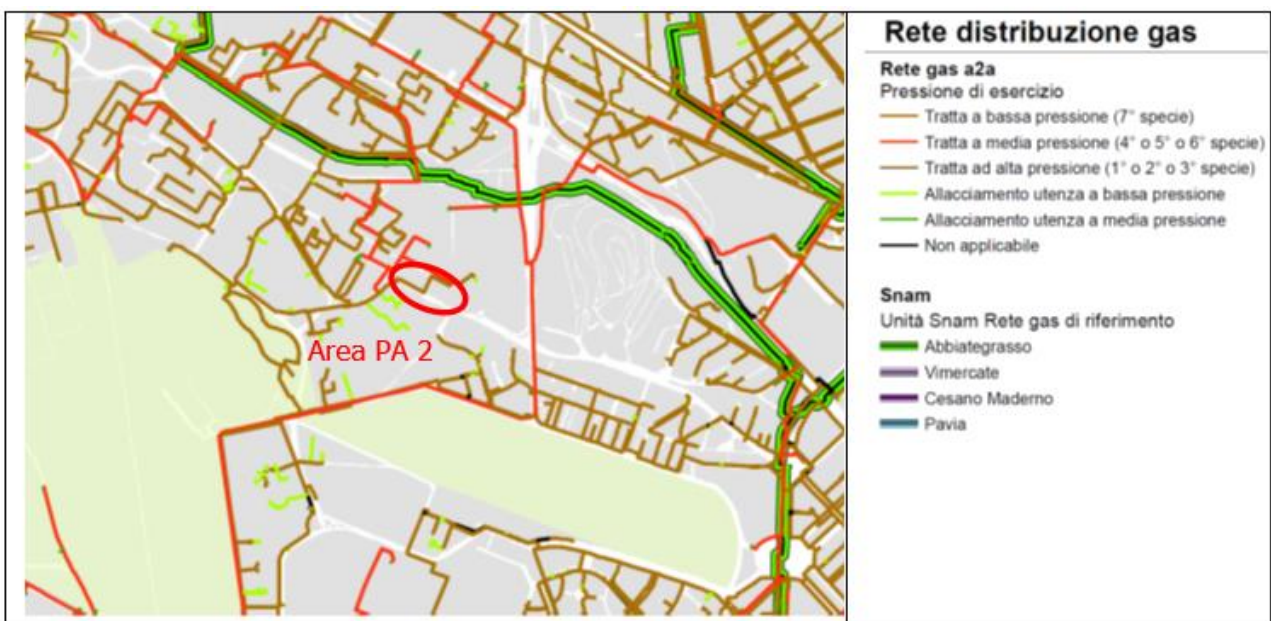 Area PA 2
Rete distribuzione gas
Rete gas a2a
Pressione di esercizio
Tratta a bassa pressione (7° specie)
Tratta a media pressione (4° o 5° o 6° specie)
Tratta ad alta pressione (1° o 2° o 3° specie)
Allacciamento utenza a bassa pressione
Allacciamento utenza a media pressione
Non applicabile
Snam
Unità Snam Rete gas di riferimento
Abbiategrasso
Vimercate
Cesano Maderno
Pavia